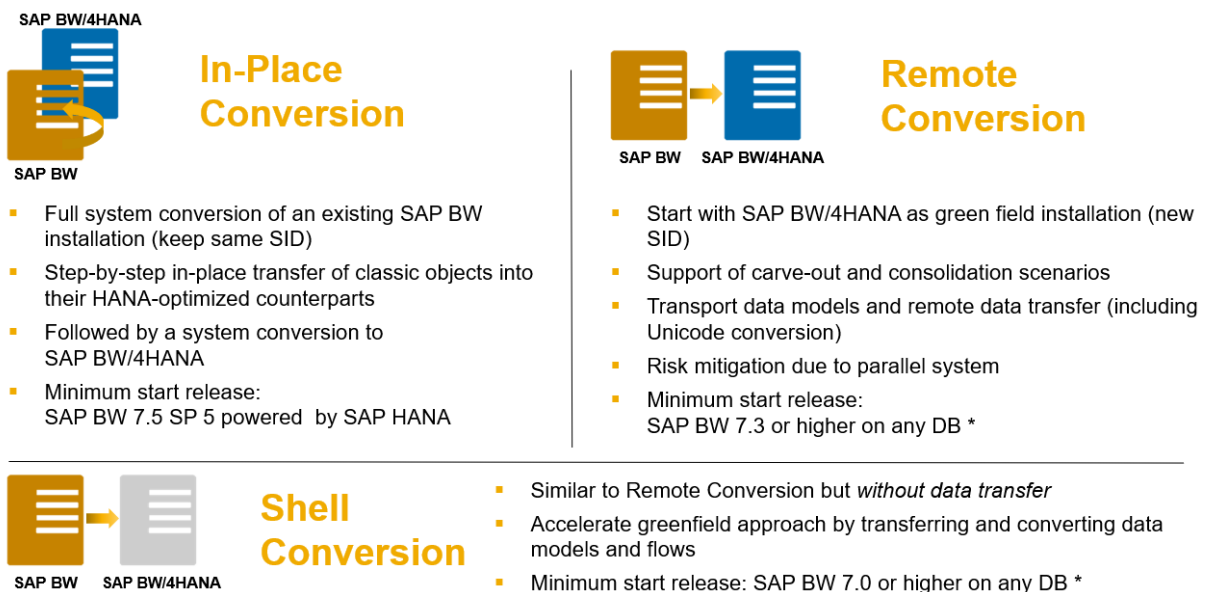 SAP BW/4HANA
SAP BW
In-Place
Conversion
▪ Full system conversion of an existing SAP BW
installation (keep same SID)
▪ Step-by-step in-place transfer of classic objects into
their HANA-optimized counterparts
▪ Followed by a system conversion to
SAP BW/4HANA
▪ Minimum start release:
SAP BW 7.5 SP 5 powered by SAP HANA
SAP BW SAP BW/4HANA
Remote
Conversion
▪ Start with SAP BW/4HANA as green field installation (new
SID)
▪ Support of carve-out and consolidation scenarios
▪ Transport data models and remote data transfer (including
Unicode conversion)
▪ Risk mitigation due to parallel system
▪ Minimum start release:
SAP BW 7.3 or higher on any DB *
SAP BW SAP BW/4HANA
Shell
Conversion
▪ Similar to Remote Conversion but without data transfer
▪ Accelerate greenfield approach by transferring and converting data
models and flows
▪ Minimum start release: SAP BW 7.0 or higher on any DB *